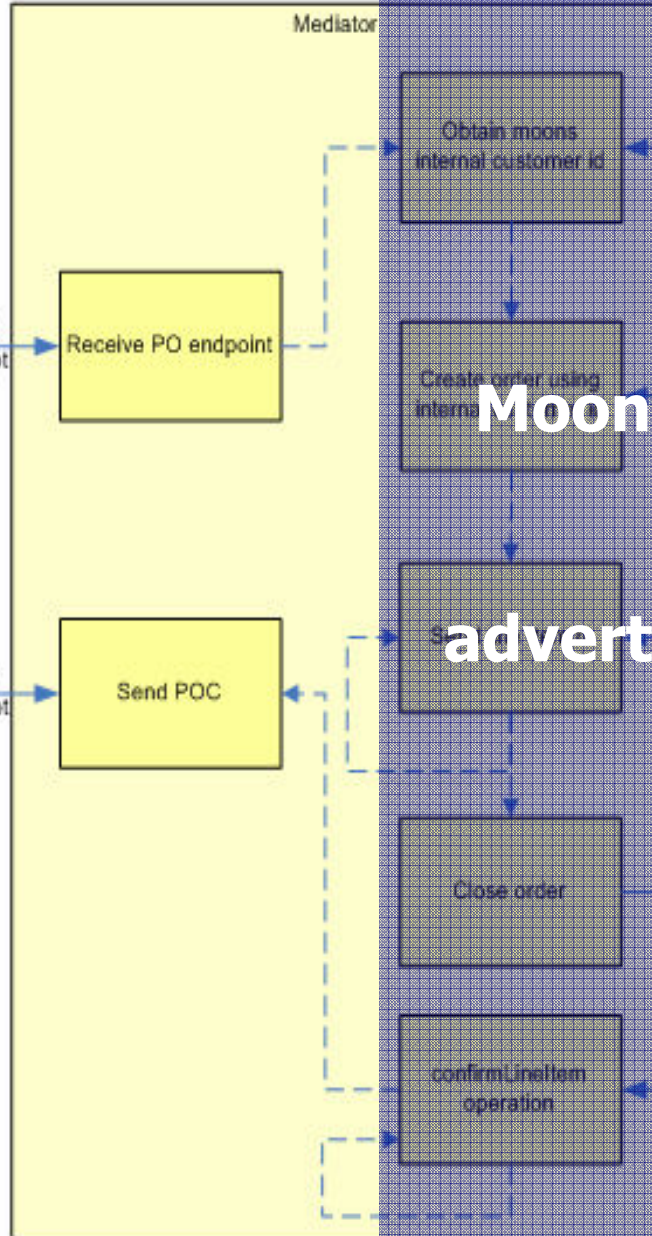 Mediator
Obtain moons
internal customer id
Receive PO endpoint
Create order using
internal
Moon
advert
Send POC
Close order
confirmLineItem
operation